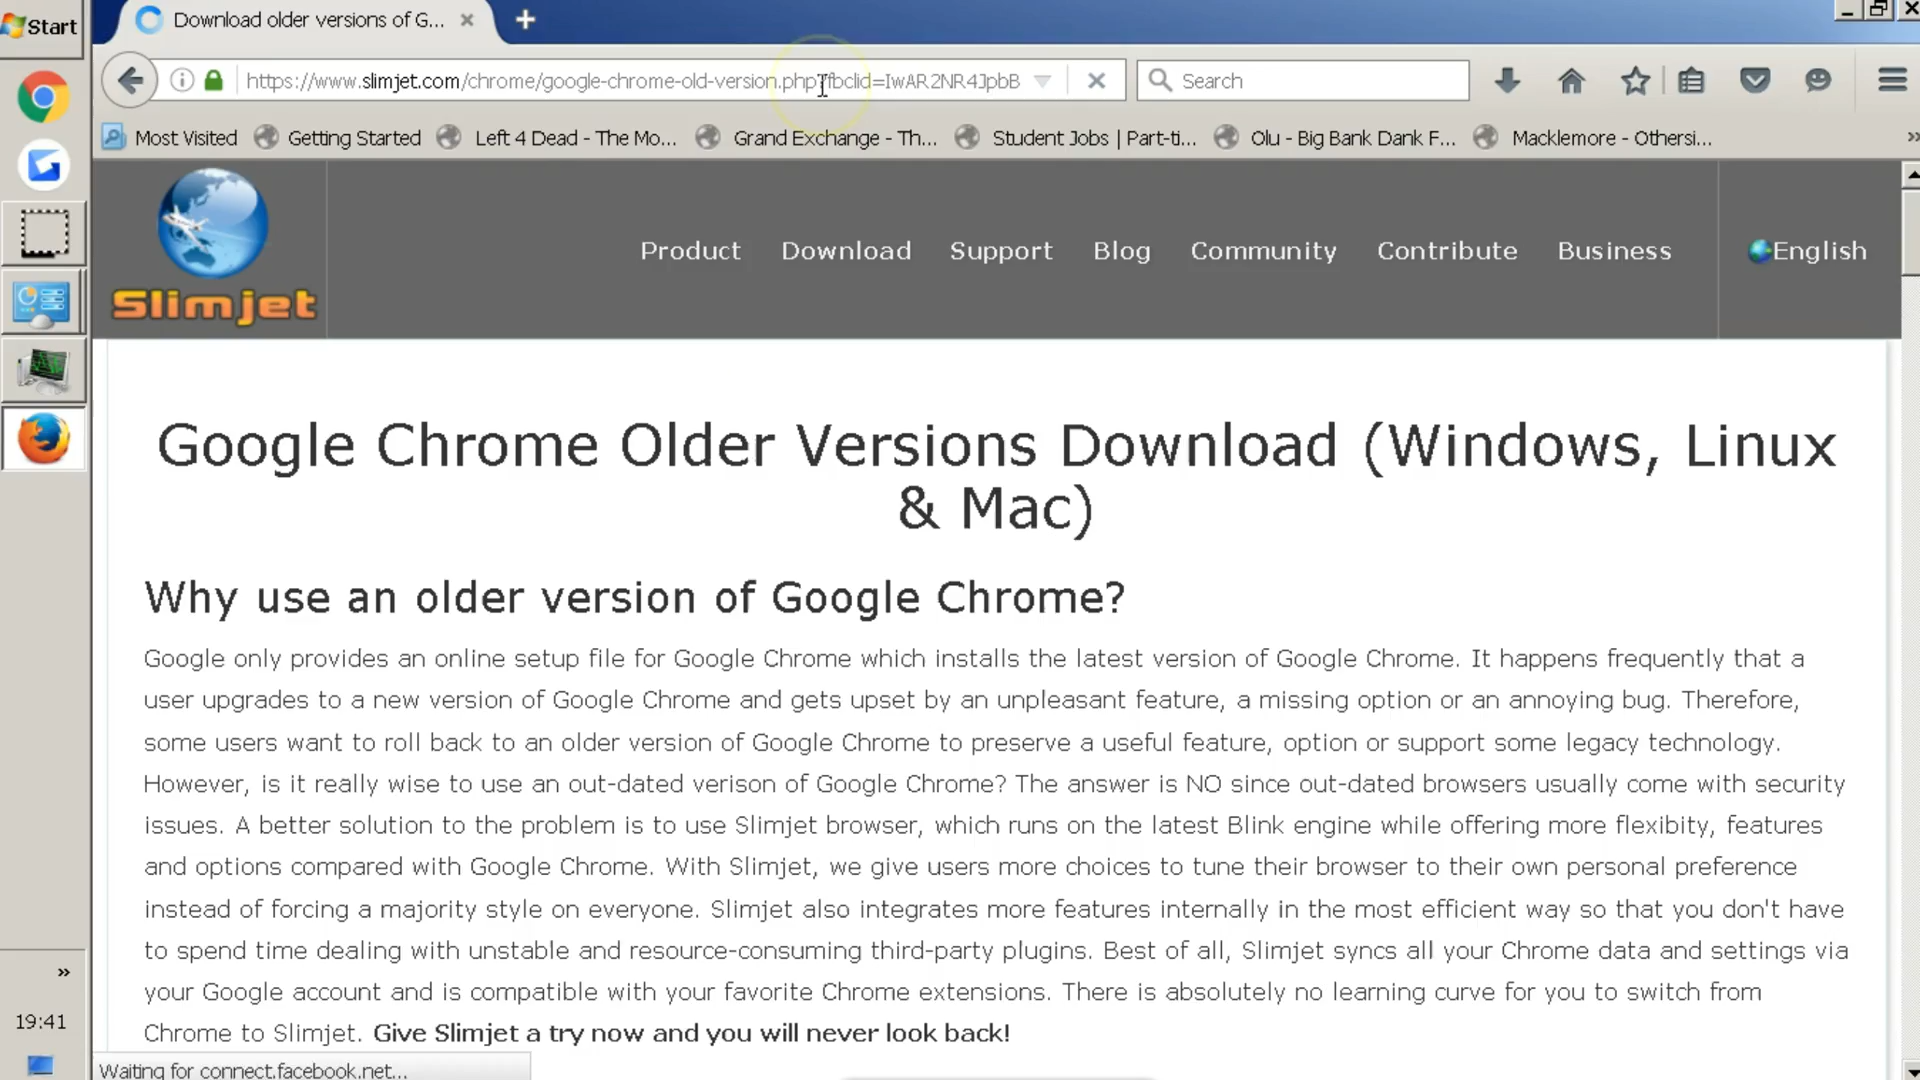 Start
Download older versions of G...
https://www.slimjet.com/chrome/google-chrome-old-version.php?fbclid=IwAR2NR4JpbB
Search
Most Visited
Getting Started
Left 4 Dead - The Mo...
Grand Exchange - Th...
Student Jobs | Part-ti...
Olu - Big Bank Dank F...
Macklemore - Othersi...
Slimjet
Product
Download
Support
Blog
Community
Contribute
Business
English
Google Chrome Older Versions Download (Windows, Linux
& Mac)
Why use an older version of Google Chrome?
Google only provides an online setup file for Google Chrome which installs the latest version of Google Chrome. It happens frequently that a
user upgrades to a new version of Google Chrome and gets upset by an unpleasant feature, a missing option or an annoying bug. Therefore,
some users want to roll back to an older version of Google Chrome to preserve a useful feature, option or support some legacy technology.
However, is it really wise to use an out-dated verison of Google Chrome? The answer is NO since out-dated browsers usually come with security
issues. A better solution to the problem is to use Slimjet browser, which runs on the latest Blink engine while offering more flexibity, features
and options compared with Google Chrome. With Slimjet, we give users more choices to tune their browser to their own personal preference
instead of forcing a majority style on everyone. Slimjet also integrates more features internally in the most efficient way so that you don't have
to spend time dealing with unstable and resource-consuming third-party plugins. Best of all, Slimjet syncs all your Chrome data and settings via
your Google account and is compatible with your favorite Chrome extensions. There is absolutely no learning curve for you to switch from
Chrome to Slimjet. Give Slimjet a try now and you will never look back!
19:41
Waiting for connect.facebook.net...